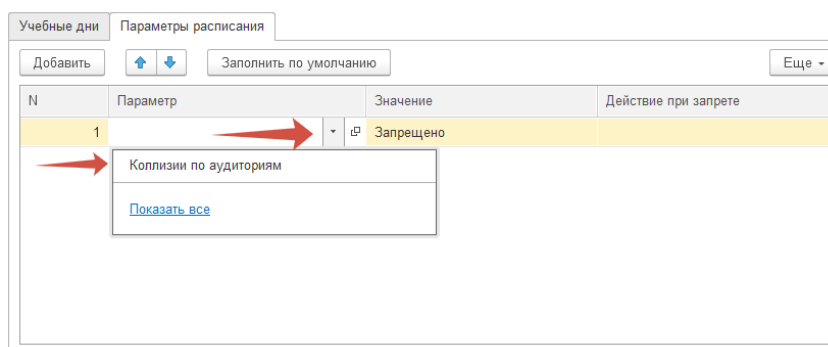 Учебные дни Параметры расписания
Добавить Заполнить по умолчанию Еще
N Параметр Значение Действие при запрете
1 Запрещено
Коллизии по аудиториям
Показать все